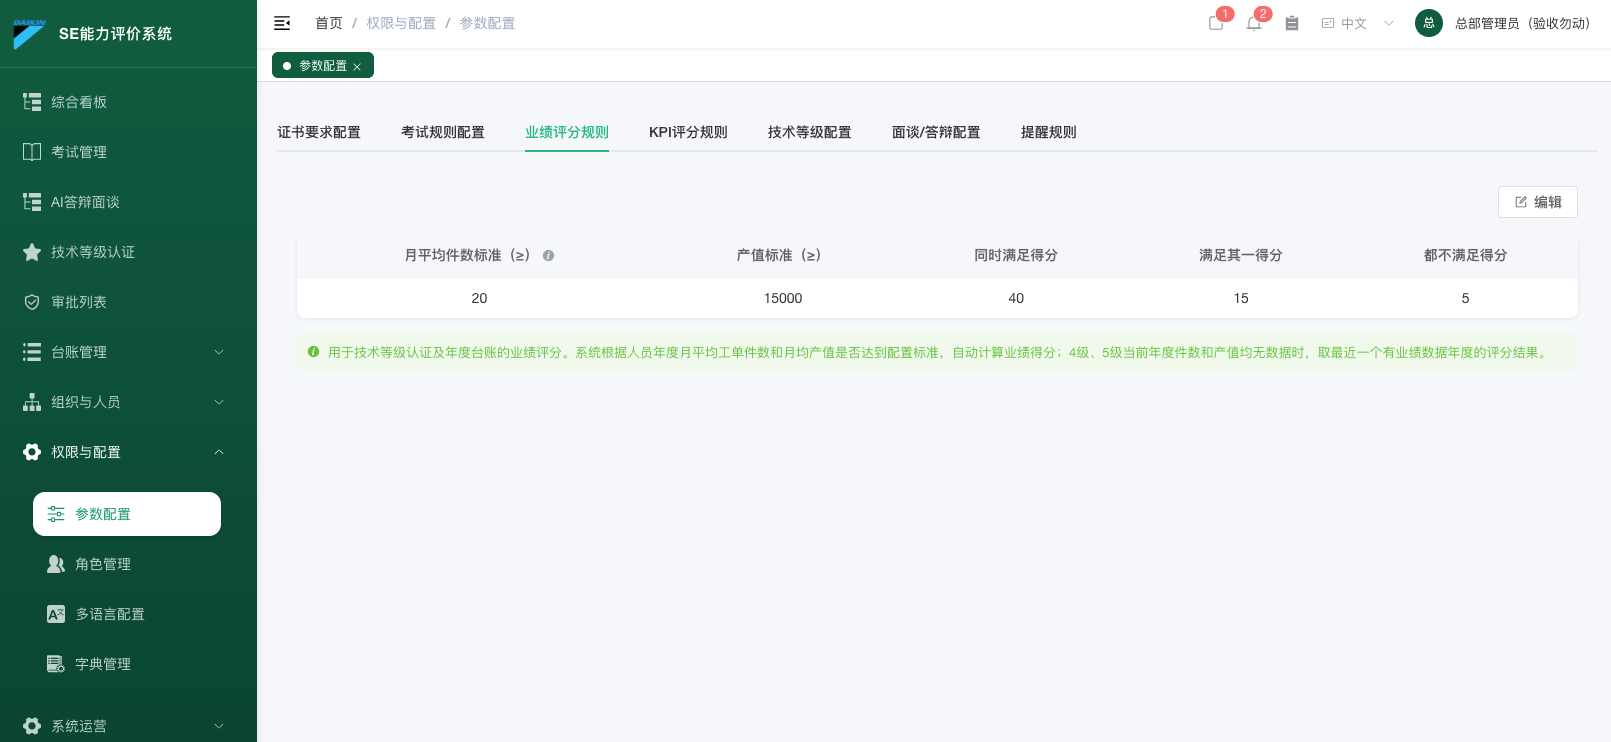 DAIKIN
SE能力评价系统
综合看板
考试管理
AI答辩面谈
技术等级认证
审批列表
台账管理
组织与人员
权限与配置
参数配置
角色管理
多语言配置
字典管理
系统运营
首页 / 权限与配置 / 参数配置
1
2
中文
总
总部管理员（验收勿动）
参数配置
证书要求配置 考试规则配置 业绩评分规则 KPI评分规则 技术等级配置 面谈/答辩配置 提醒规则
编辑
月平均件数标准（≥） 产值标准（≥） 同时满足得分 满足其一得分 都不满足得分
20 15000 40 15 5
用于技术等级认证及年度台账的业绩评分。系统根据人员年度月平均工单件数和月均产值是否达到配置标准，自动计算业绩得分；4级、5级当前年度件数和产值均无数据时，取最近一个有业绩数据年度的评分结果。